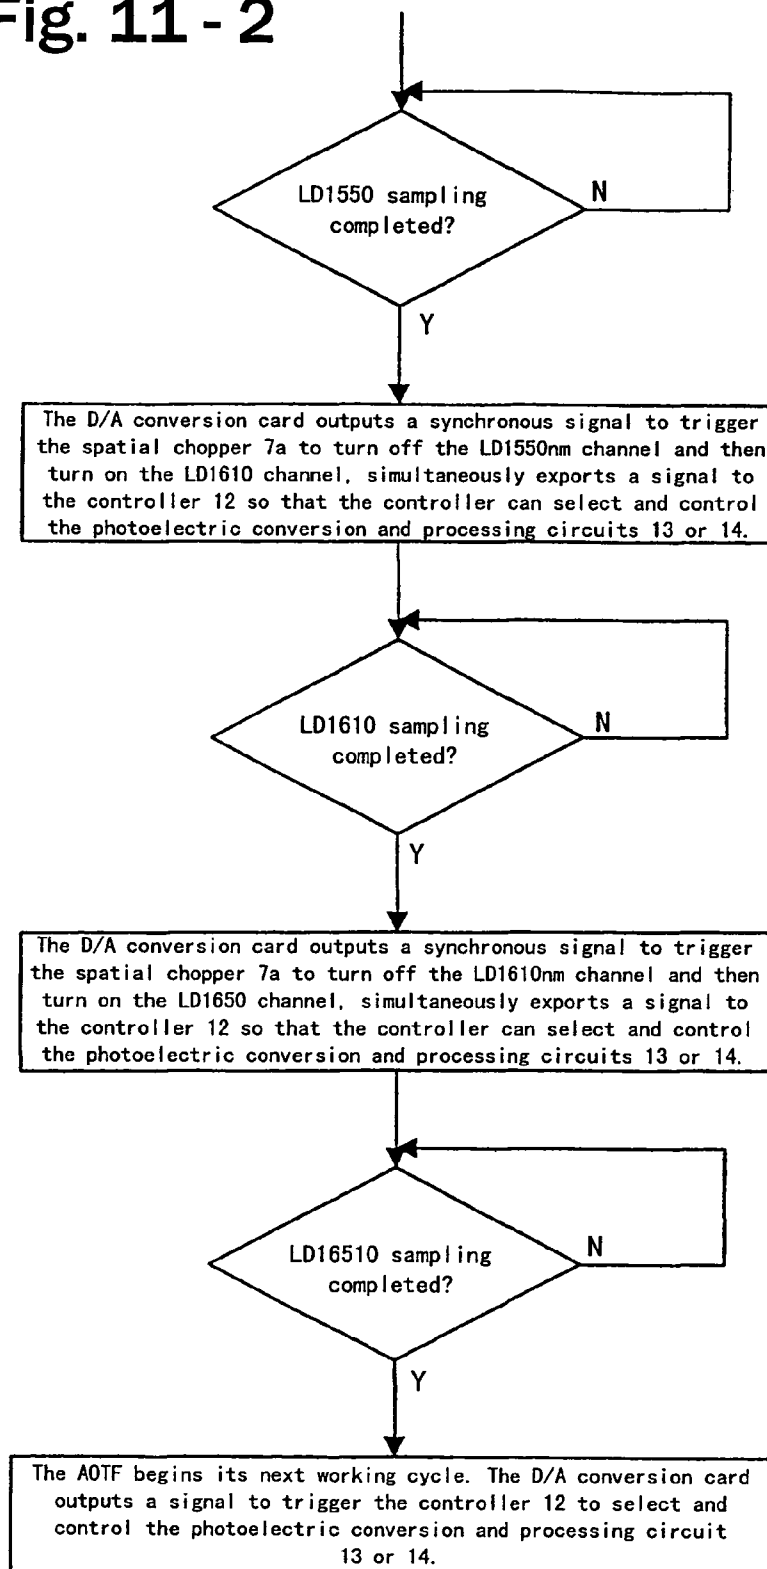 Fig. 11 - 2
LD1550 sampling
completed?
N
Y
The D/A conversion card outputs a synchronous signal to trigger
the spatial chopper 7a to turn off the LD1550nm channel and then
turn on the LD1610 channel, simultaneously exports a signal to
the controller 12 so that the controller can select and control
the photoelectric conversion and processing circuits 13 or 14.
LD1610 sampling
completed?
N
Y
The D/A conversion card outputs a synchronous signal to trigger
the spatial chopper 7a to turn off the LD1610nm channel and then
turn on the LD1650 channel, simultaneously exports a signal to
the controller 12 so that the controller can select and control
the photoelectric conversion and processing circuits 13 or 14.
LD16510 sampling
completed?
N
Y
The AOTF begins its next working cycle. The D/A conversion card
outputs a signal to trigger the controller 12 to select and
control the photoelectric conversion and processing circuit
13 or 14.